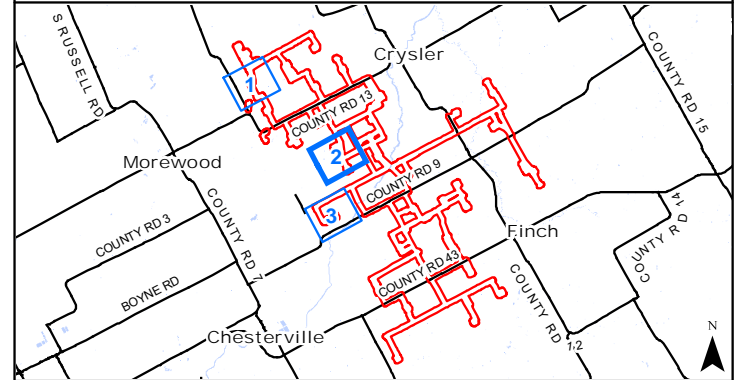 S RUSSELL RD
Crysler
COUNTY RD 15
1
COUNTY RD 13
2
Morewood
COUNTY RD 9
COUNTY RD 7
3
COUNTY RD 3
14
COUNTY RD
Finch
COUNTY RD 43
BOYNE RD
COUNTY RD
12
Chesterville
N